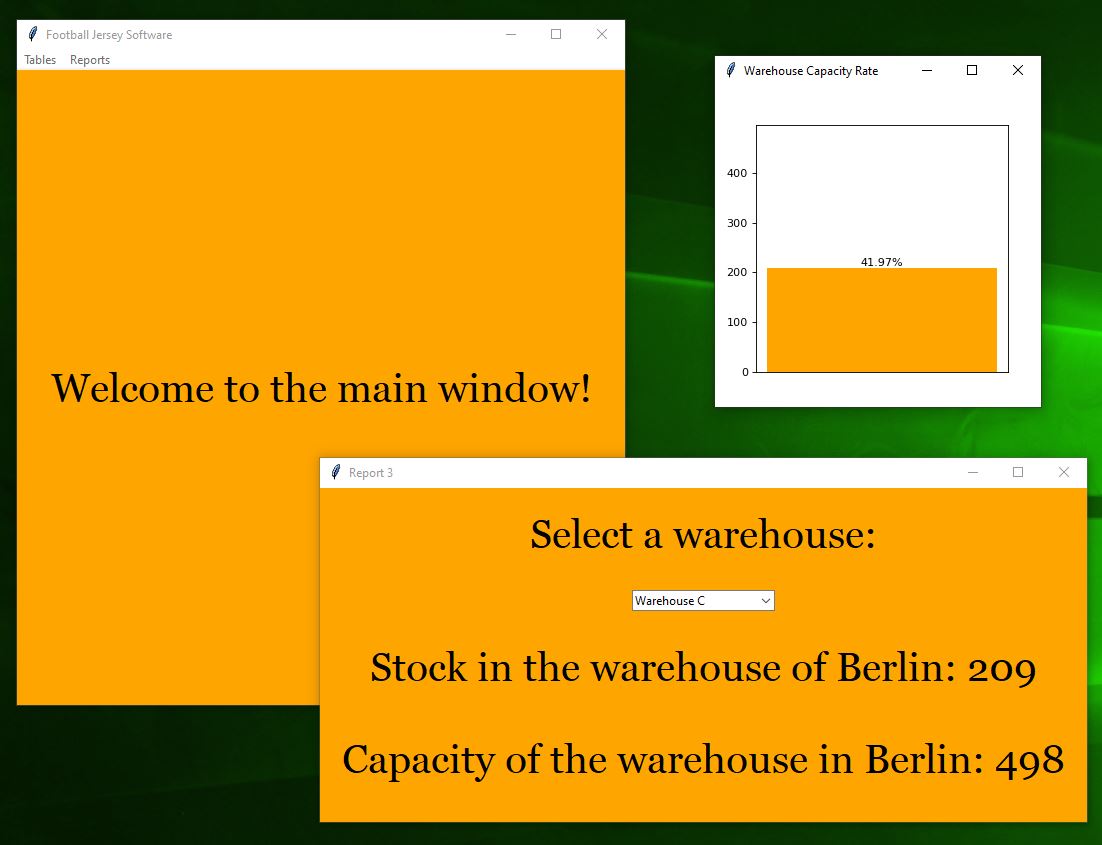 Football Jersey Software
Tables Reports
Welcome to the main window!
Warehouse Capacity Rate
400
300
200
100
0
41.97%
Report 3
Select a warehouse:
Warehouse C
Stock in the warehouse of Berlin: 209
Capacity of the warehouse in Berlin: 498